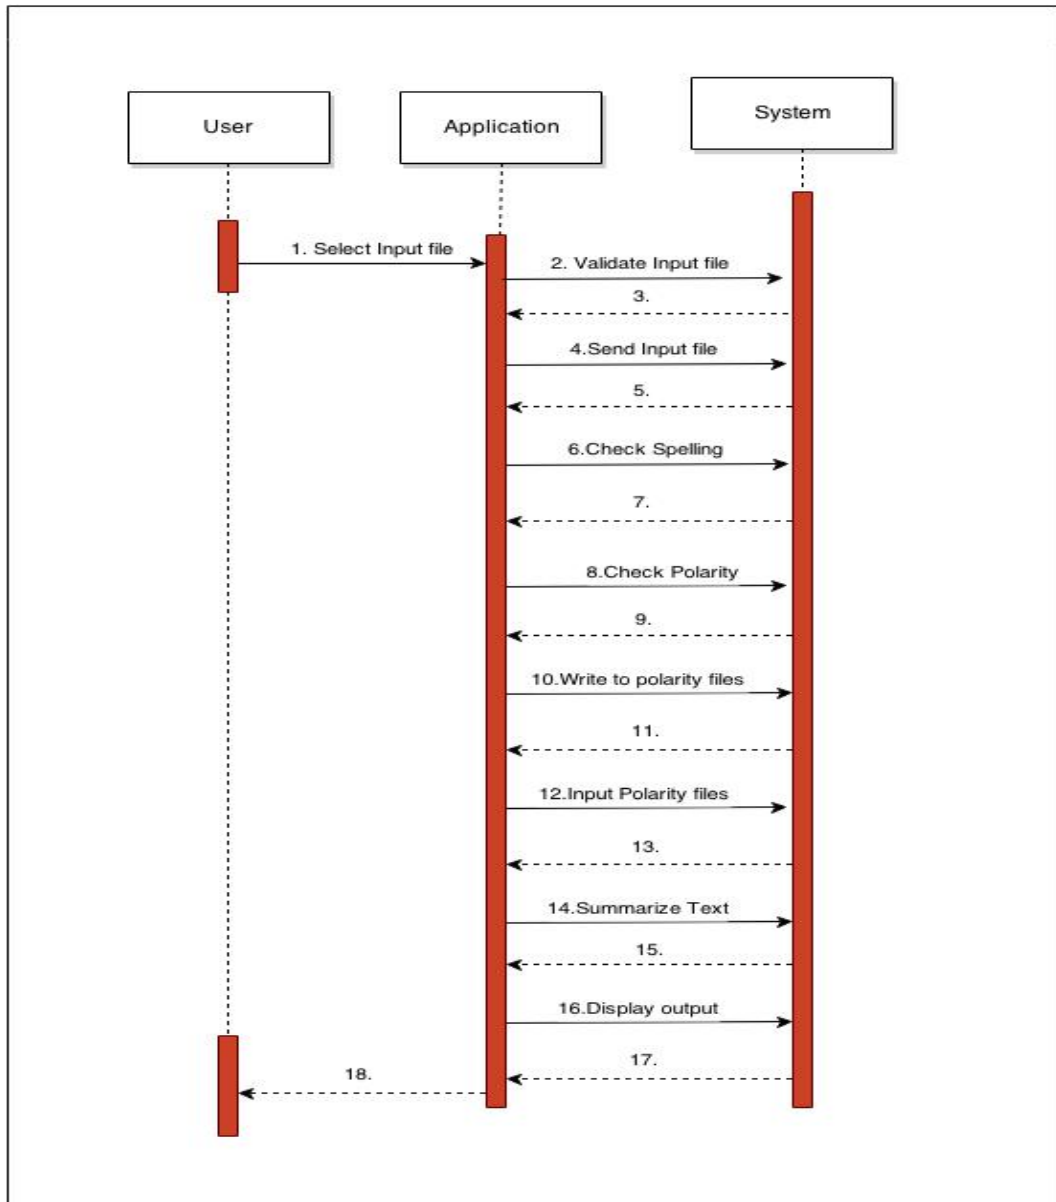 User
Application
System
1. Select Input file
2. Validate Input file
3.
4.Send Input file
5.
6.Check Spelling
7.
8.Check Polarity
9.
10.Write to polarity files
11.
12.Input Polarity files
13.
14.Summarize Text
15.
16.Display output
17.
18.